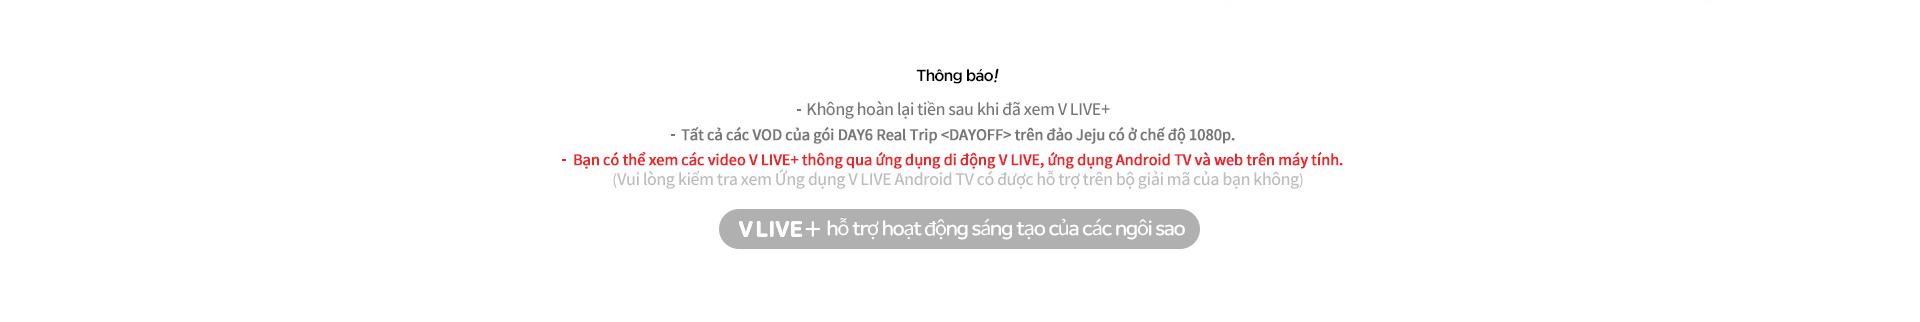 Thông báo!
- Không hoàn lại tiền sau khi đã xem V LIVE+
- Tất cả các VOD của gói DAY6 Real Trip <DAYOFF> trên đảo Jeju có ở chế độ 1080p.
- Bạn có thể xem các video V LIVE+ thông qua ứng dụng di động V LIVE, ứng dụng Android TV và web trên máy tính.
(Vui lòng kiểm tra xem Ứng dụng V LIVE Android TV có được hỗ trợ trên bộ giải mã của bạn không)
V LIVE+ hỗ trợ hoạt động sáng tạo của các ngôi sao